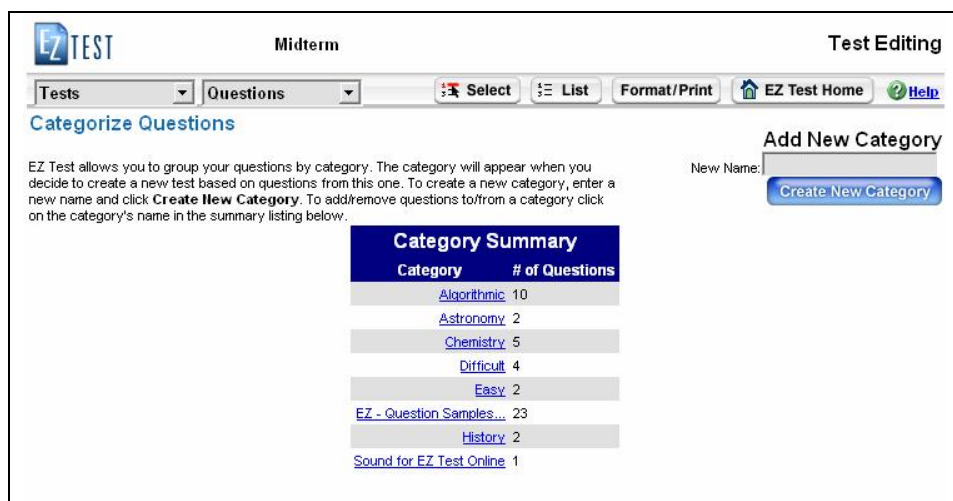 EZ TEST Midterm Test Editing
Tests Questions Select List Format/Print EZ Test Home Help
Categorize Questions
Add New Category
EZ Test allows you to group your questions by category. The category will appear when you
decide to create a new test based on questions from this one. To create a new category, enter a
new name and click Create New Category. To add/remove questions to/from a category click
on the category's name in the summary listing below.
New Name:
Create New Category
Category Summary
Category # of Questions
Algorithmic 10
Astronomy 2
Chemistry 5
Difficult 4
Easy 2
EZ - Question Samples... 23
History 2
Sound for EZ Test Online 1